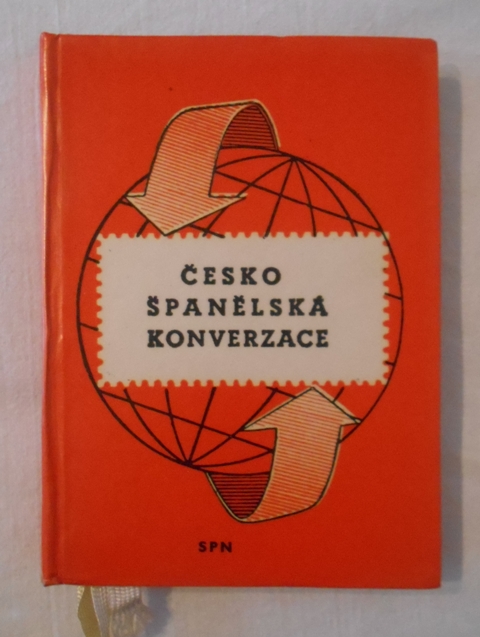 ČESKO
ŠPANĚLSKÁ
KONVERZACE
SPN